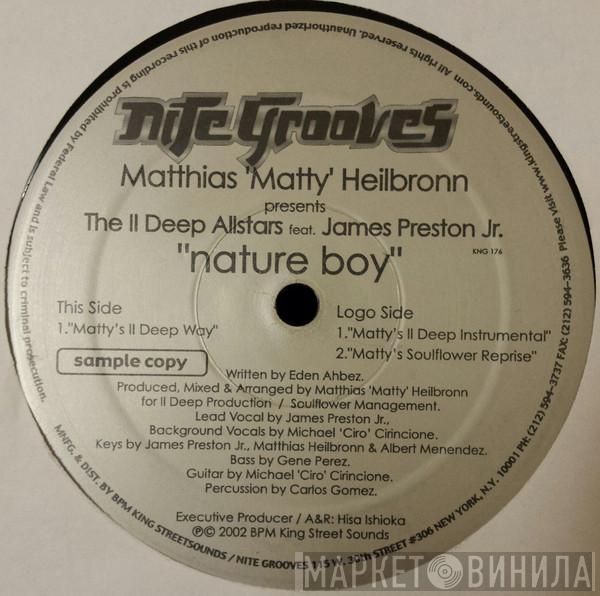 nite Grooves
Matthias 'Matty' Heilbronn
presents
The II Deep Allstars feat. James Preston Jr.
"nature boy"
KNG 176
This Side
1."Matty's II Deep Way"
sample copy
Logo Side
1."Matty's II Deep Instrumental"
2."Matty's Soulflower Reprise"
Written by Eden Ahbez.
Produced, Mixed & Arranged by Matthias 'Matty' Heilbronn
for II Deep Production / Soulflower Management.
Lead Vocal by James Preston Jr.,
Background Vocals by Michael 'Ciro' Cirincione.
Keys by James Preston Jr., Matthias Heilbronn & Albert Menendez.
Bass by Gene Perez.
Guitar by Michael 'Ciro' Cirincione.
Percussion by Carlos Gomez.
Executive Producer / A&R: Hisa Ishioka
℗© 2002 BPM King Street Sounds
MNFG. & DIST. BY BPM KING STREETSOUNDS / NITE GROOVES 115 W. 30th STREET #306 NEW YORK, N.Y. 10001 PH: (212) 594-3737 FAX: (212) 594-3636 Please visit www.kingstreetsounds.com All rights reserved. Unauthorized reproduction of this recording is prohibited by Federal Law and is subject to criminal prosecution.
МАРКЕТ ВИНИЛА